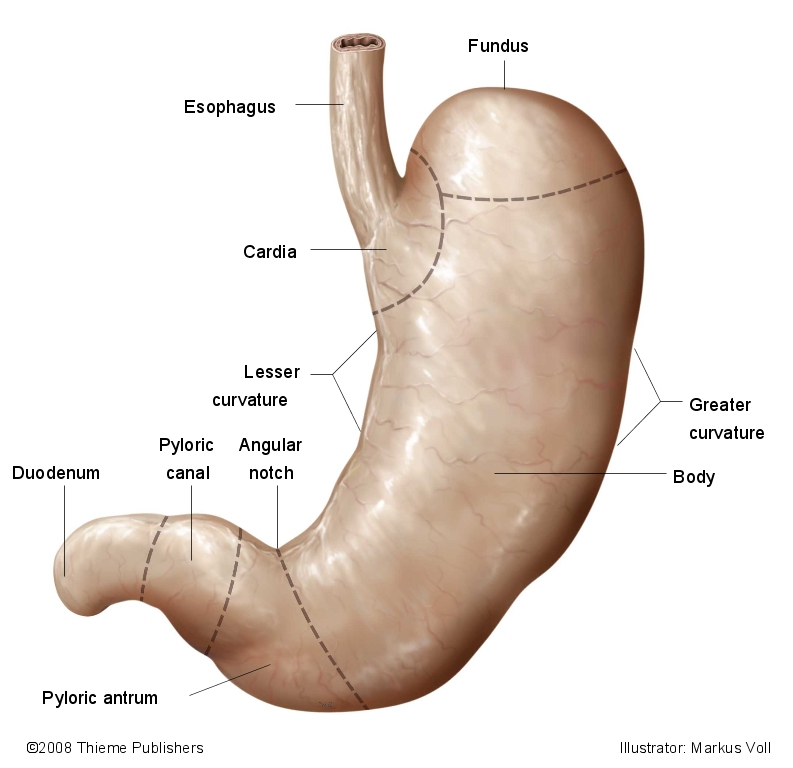 Fundus
Esophagus
Cardia
Lesser
curvature
Greater
curvature
Pyloric
canal
Angular
notch
Duodenum
Body
Pyloric antrum
©2008 Thieme Publishers
Illustrator: Markus Voll